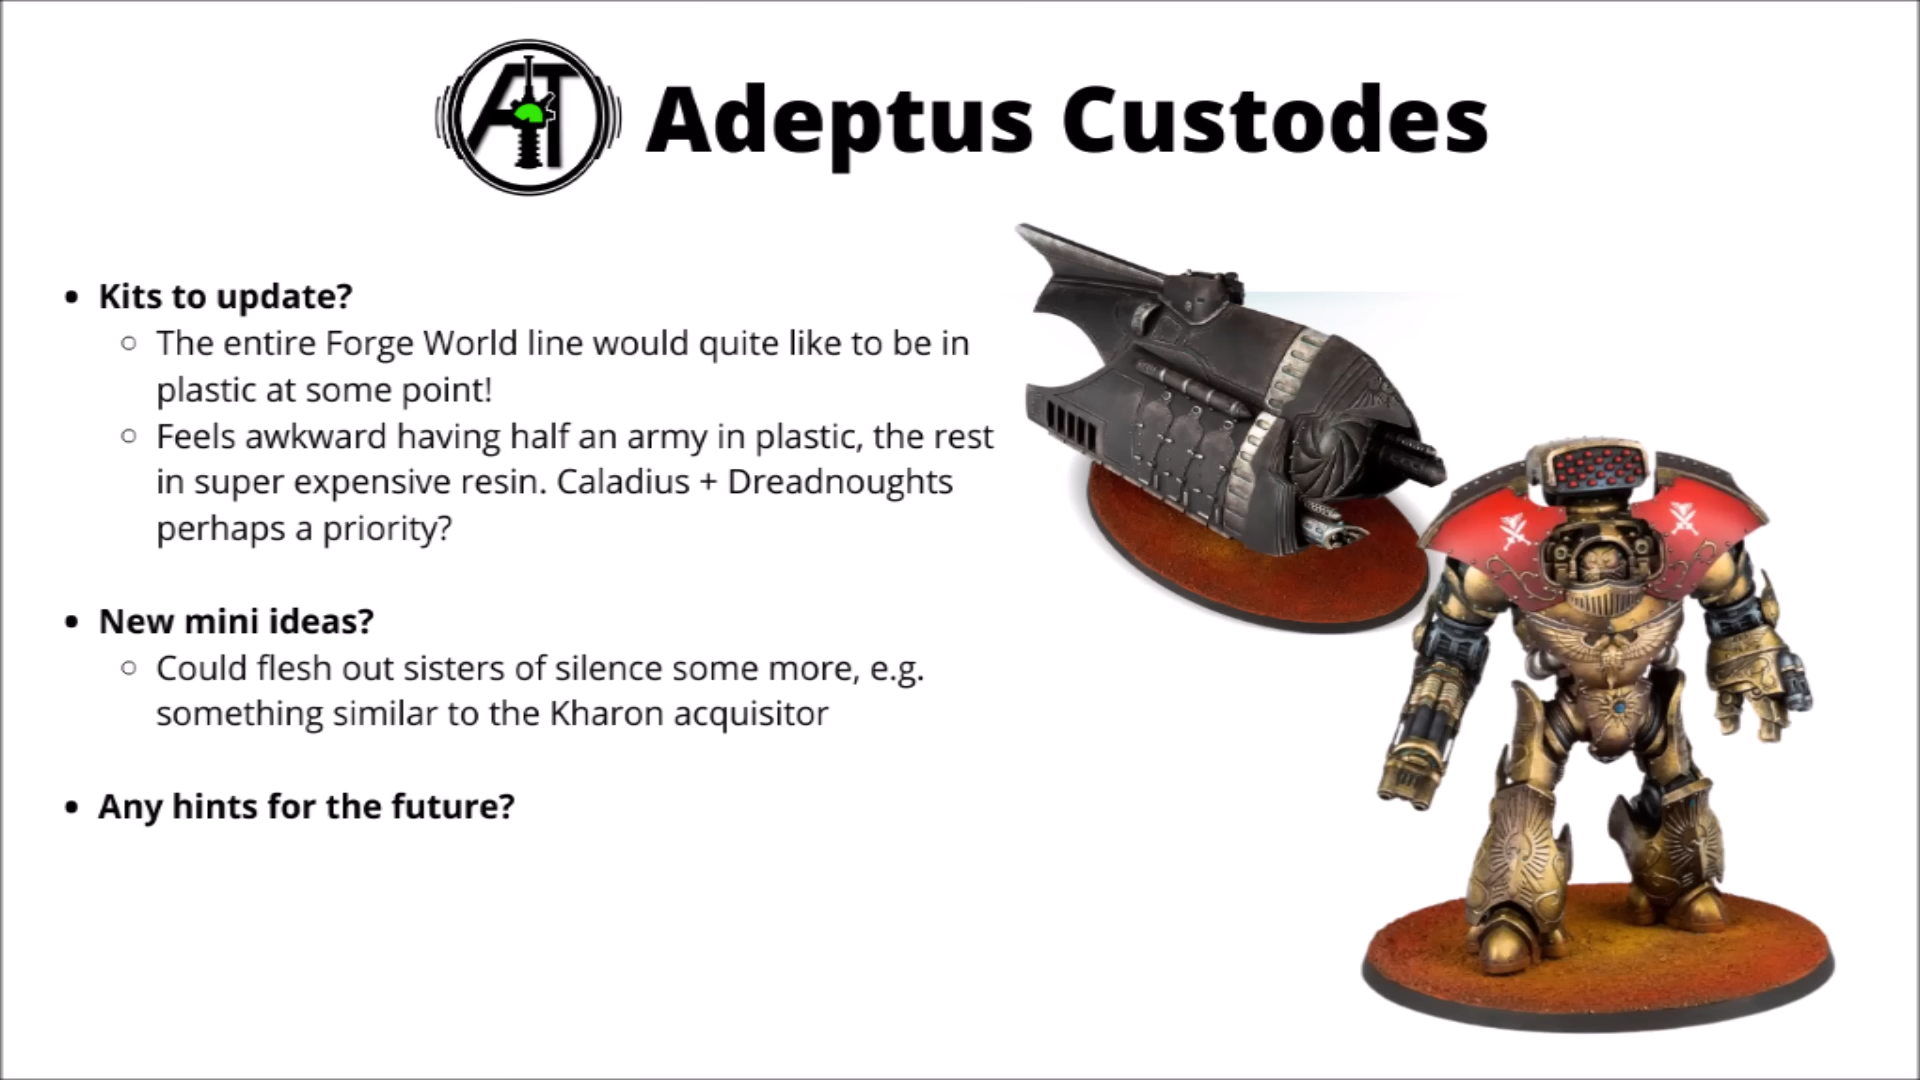 AT
Adeptus Custodes
• Kits to update?
○ The entire Forge World line would quite like to be in
plastic at some point!
○ Feels awkward having half an army in plastic, the rest
in super expensive resin. Caladius + Dreadnoughts
perhaps a priority?
• New mini ideas?
○ Could flesh out sisters of silence some more, e.g.
something similar to the Kharon acquisitor
• Any hints for the future?